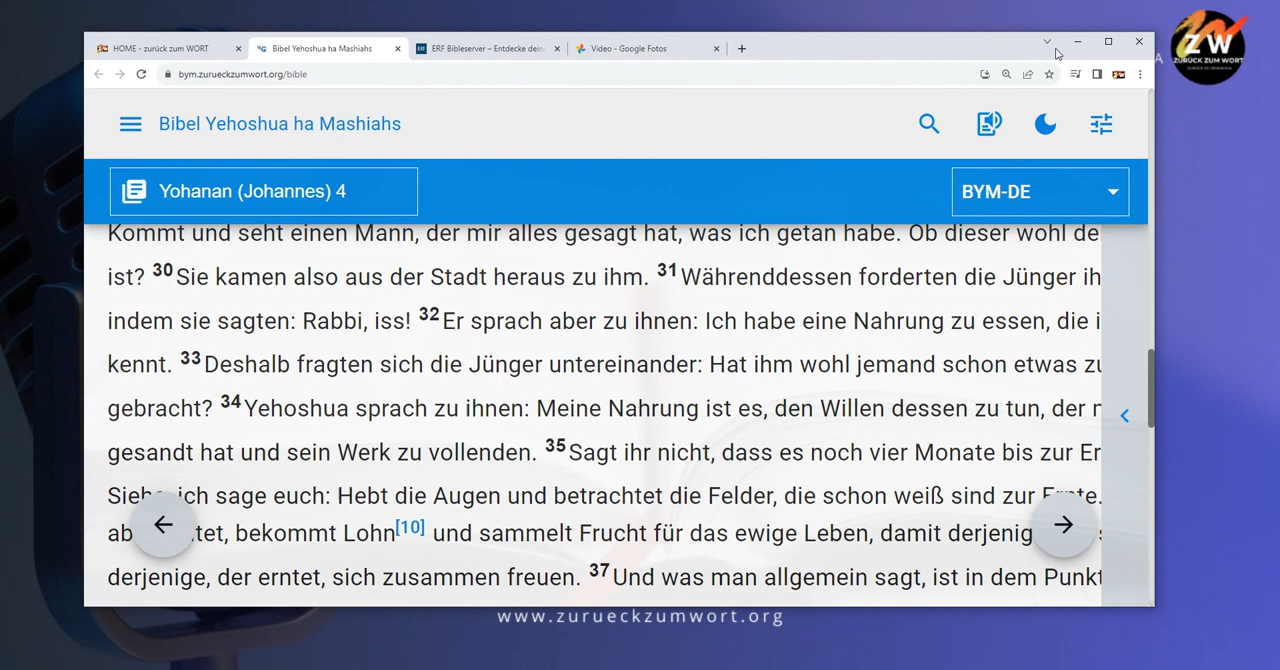 HOME - zurück zum WORT
Bibel Yehoshua ha Mashiahs
ERF Bibleserver – Entdecke dein
Video - Google Fotos
bym.zurueckzumwort.org/bible
A
ZW
ZURÜCK ZUM WORT
Bibel Yehoshua ha Mashiahs
Yohanan (Johannes) 4
BYM-DE
Kommt und seht einen Mann, der mir alles gesagt hat, was ich getan habe. Ob dieser wohl de
ist? 30 Sie kamen also aus der Stadt heraus zu ihm. 31 Währenddessen forderten die Jünger ih
indem sie sagten: Rabbi, iss! 32 Er sprach aber zu ihnen: Ich habe eine Nahrung zu essen, die i
kennt. 33 Deshalb fragten sich die Jünger untereinander: Hat ihm wohl jemand schon etwas zu
gebracht? 34 Yehoshua sprach zu ihnen: Meine Nahrung ist es, den Willen dessen zu tun, der
gesandt hat und sein Werk zu vollenden. 35 Sagt ihr nicht, dass es noch vier Monate bis zur Er
Siehe, ich sage euch: Hebt die Augen und betrachtet die Felder, die schon weiß sind zur Ernte.
ab tet, bekommt Lohn[10] und sammelt Frucht für das ewige Leben, damit derjenig
derjenige, der erntet, sich zusammen freuen. 37 Und was man allgemein sagt, ist in dem Punkt
www.zurueckzumwort.org